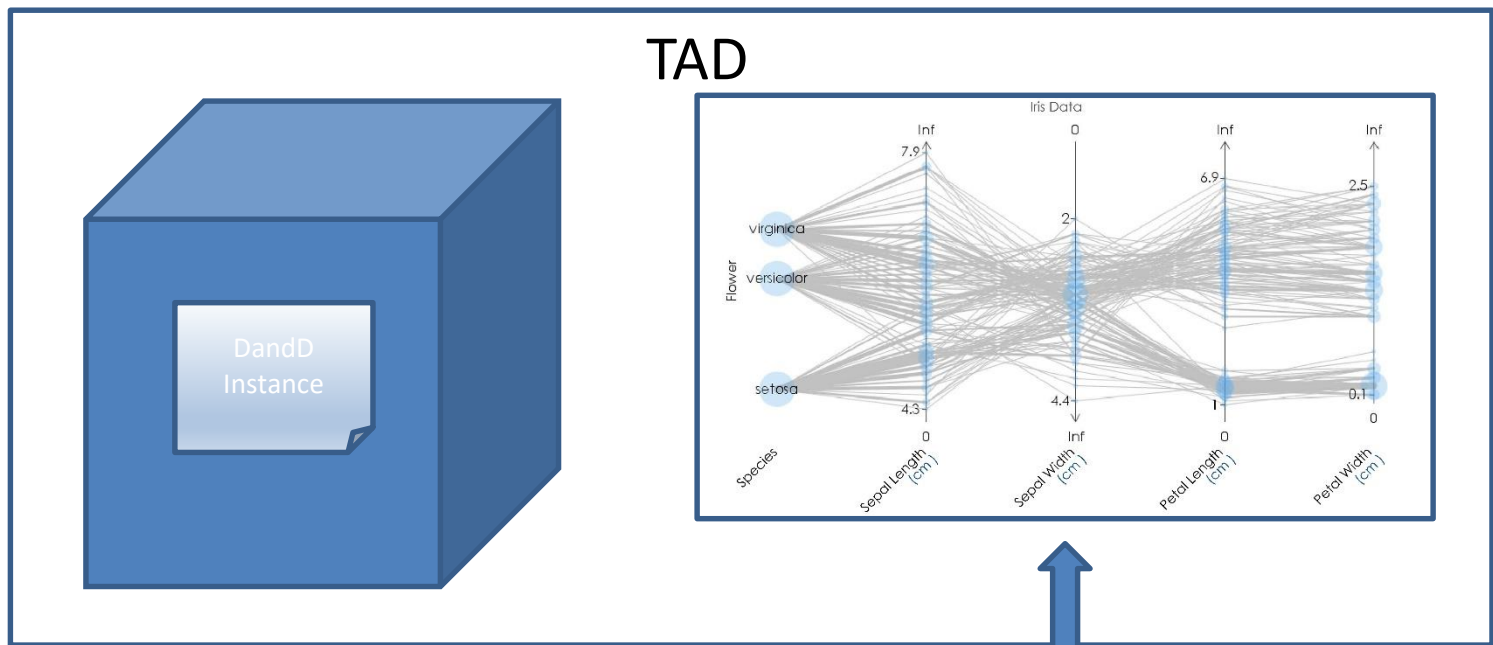 TAD
DandD
Instance
Iris Data
Inf
0
Inf
Inf
7.9
6.9
2.5
2
virginica
versicolor
setosa
Flower
4.3
4.4
1
0.1
0
Inf
0
0
Species
Sepal Length
(cm)
Sepal Width
(cm)
Petal Length
(cm)
Petal Width
(cm)